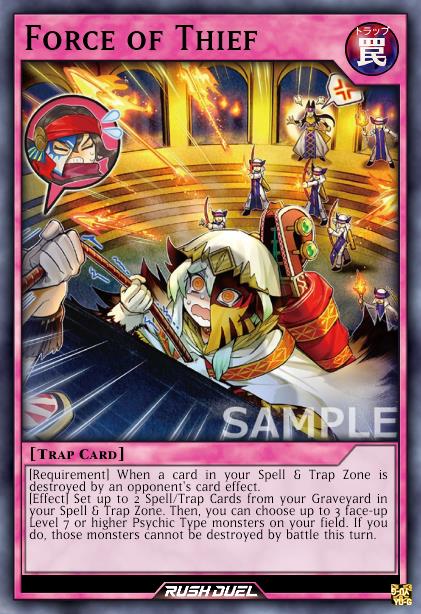 FORCE OF THIEF
トラップ
罠
SAMPLE
[TRAP CARD]
[Requirement] When a card in your Spell & Trap Zone is
destroyed by an opponent's card effect.
[Effect] Set up to 2 Spell/Trap Cards from your Graveyard in
your Spell & Trap Zone. Then, you can choose up to 3 face-up
Level 7 or higher Psychic Type monsters on your field. If you
do, those monsters cannot be destroyed by battle this turn.
RUSH DUEL